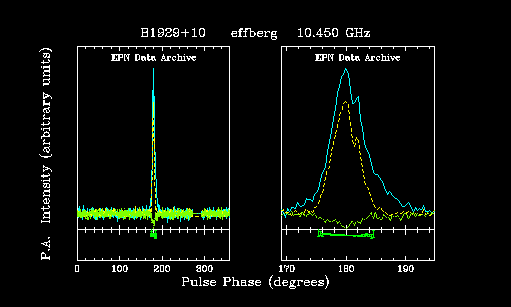 B1929+10 effberg 10.450 GHz
EPN Data Archive EPN Data Archive
Intensity (arbitrary units)
P.A.
0 100 200 300 170 180 190
Pulse Phase (degrees)